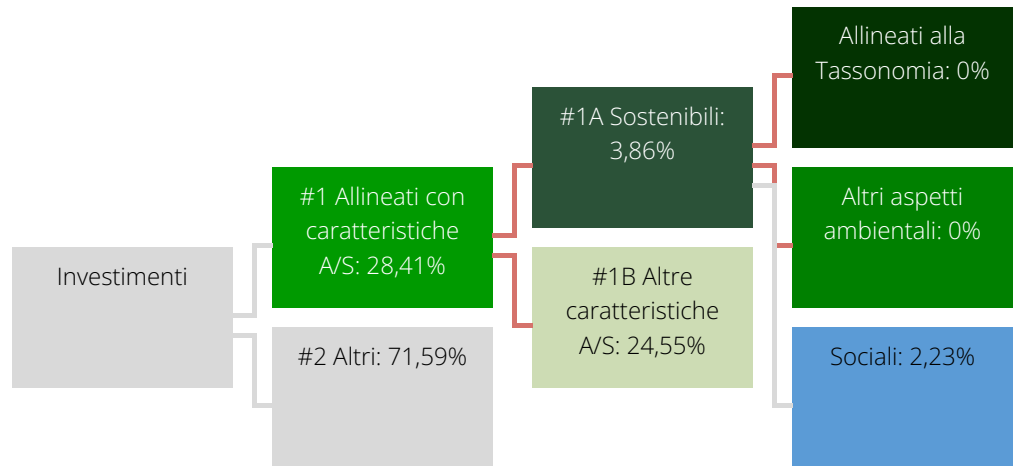 Investimenti
#1 Allineati con
caratteristiche
A/S: 28,41%
#2 Altri: 71,59%
#1A Sostenibili:
3,86%
#1B Altre
caratteristiche
A/S: 24,55%
Allineati alla
Tassonomia: 0%
Altri aspetti
ambientali: 0%
Sociali: 2,23%